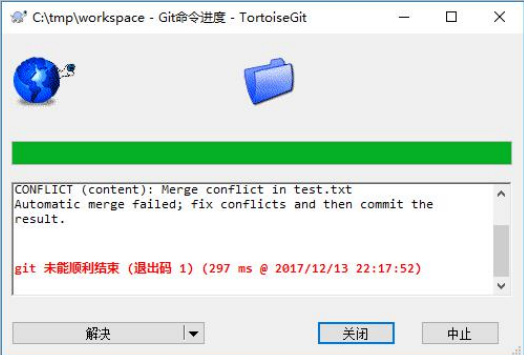 C:\tmp\workspace - Git命令进度 - TortoiseGit
CONFLICT (content): Merge conflict in test.txt
Automatic merge failed; fix conflicts and then commit the
result.
git 未能顺利结束 (退出码 1) (297 ms @ 2017/12/13 22:17:52)
解决
关闭
中止